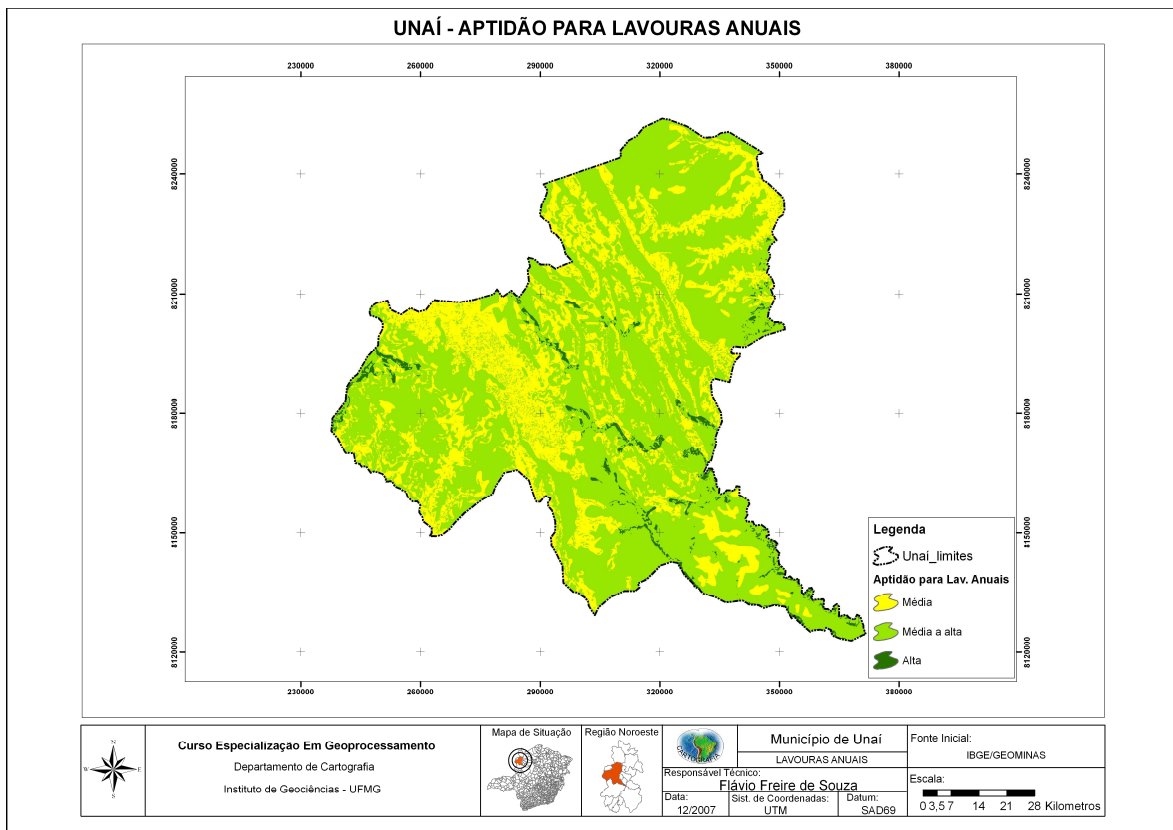 UNAÍ - APTIDÃO PARA LAVOURAS ANUAIS
230000 260000 290000 320000 350000 380000
8240000 8240000
8210000 8210000
8180000 8180000
8150000 8150000
8120000 8120000
230000 260000 290000 320000 350000 380000
Legenda
Unaí_limites
Aptidão para Lav. Anuais
Média
Média a alta
Alta
N
W E
S
Curso Especialização Em Geoprocessamento
Departamento de Cartografia
Instituto de Geociências - UFMG
Mapa de Situação
Região Noroeste
CARTOGRAFIA
Município de Unaí
LAVOURAS ANUAIS
Responsável Técnico:
Flávio Freire de Souza
Data:
12/2007
Sist. de Coordenadas:
UTM
Datum:
SAD69
Fonte Inicial:
IBGE/GEOMINAS
Escala:
0 3,5 7 14 21 28 Kilometros